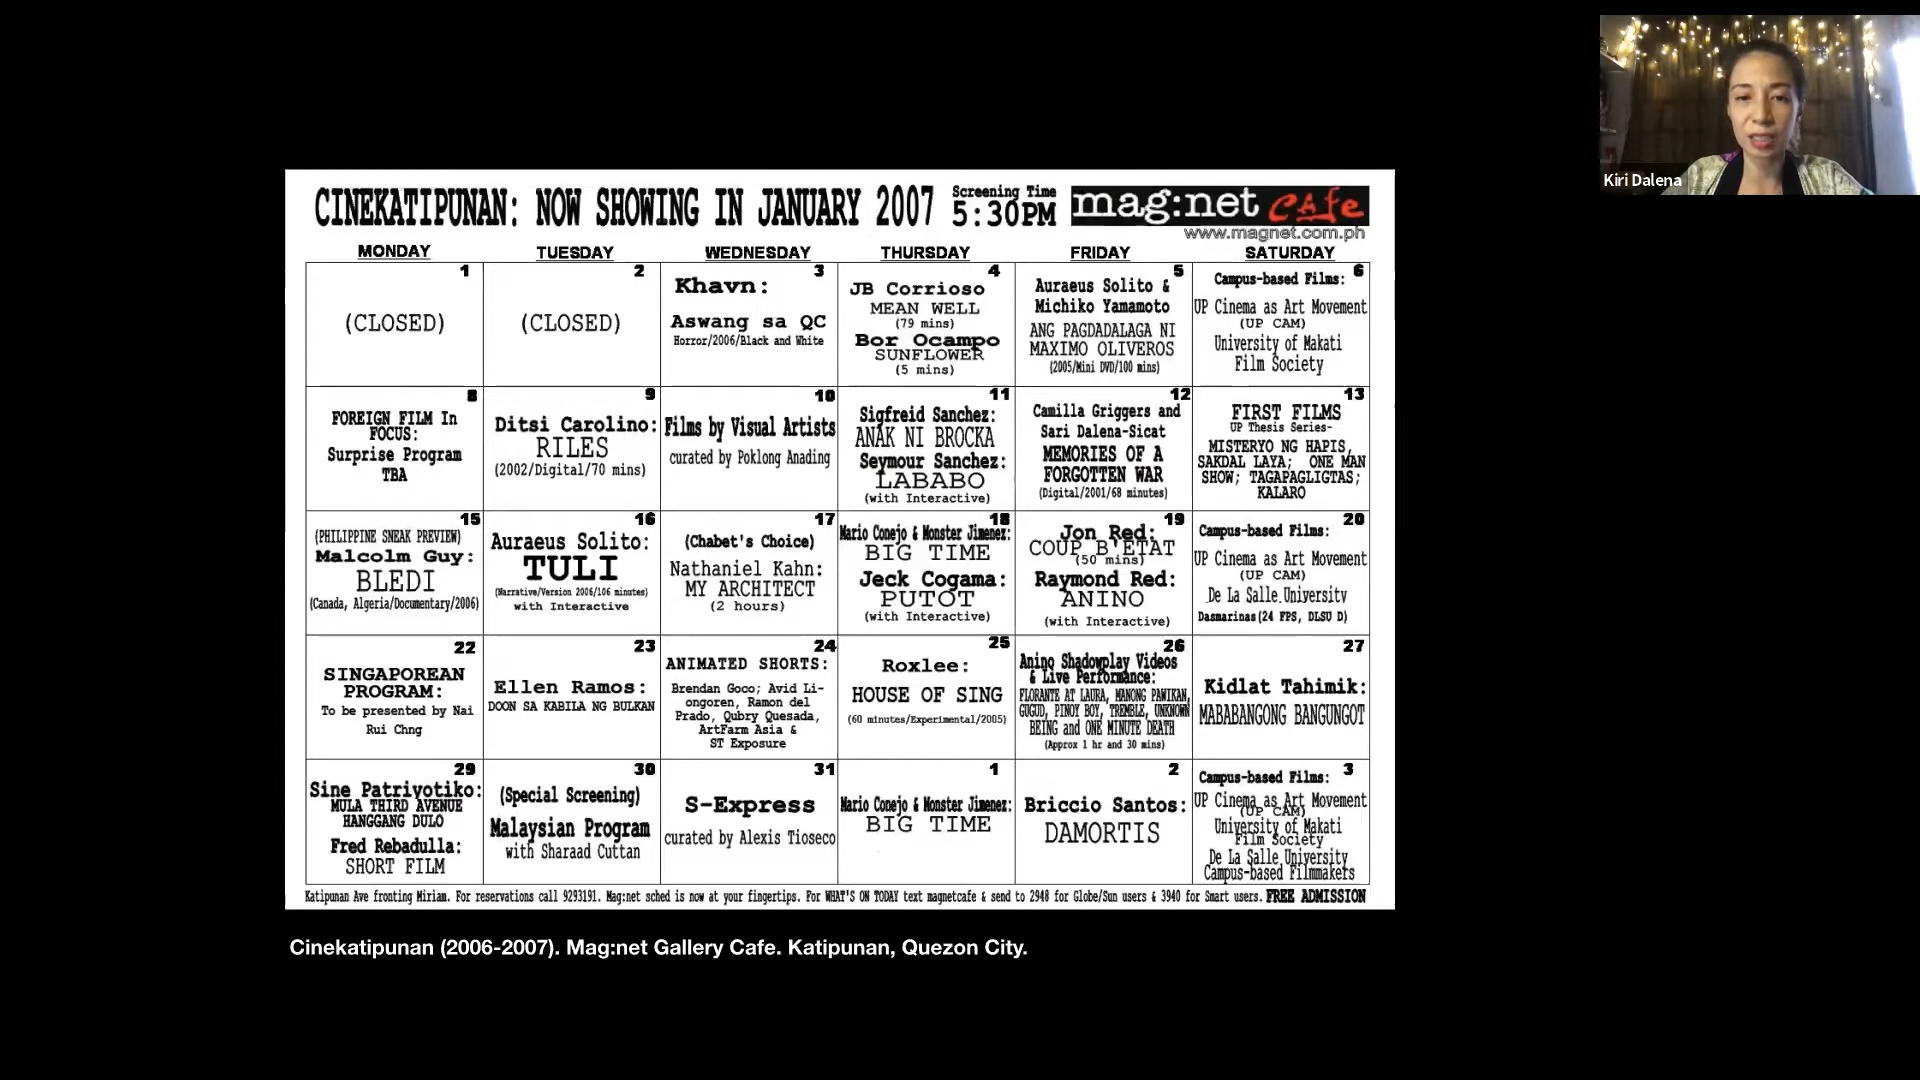 Kiri Dalena
CINEKATIPUNAN: NOW SHOWING IN JANUARY 2007
Screening Time
5:30PM
mag:net cafe
www.magnet.com.ph
MONDAY
TUESDAY
WEDNESDAY
THURSDAY
FRIDAY
SATURDAY
1
(CLOSED)
2
(CLOSED)
3
Khavn:
Aswang sa QC
Horror/2006/Black and White
4
JB Corrioso
MEAN WELL
(79 mins)
Bor Ocampo
SUNFLOWER
(5 mins)
5
Auraeus Solito &
Michiko Yamamoto
ANG PAGDADALAGA NI
MAXIMO OLIVEROS
(2005/Mini DVD/100 mins)
6
Campus-based Films:
UP Cinema as Art Movement
(UP CAM)
University of Makati
Film Society
8
FOREIGN FILM In
FOCUS:
Surprise Program
TBA
9
Ditsi Carolino:
RILES
(2002/Digital/70 mins)
10
Films by Visual Artists
curated by Poklong Anading
11
Sigfreid Sanchez:
ANAK NI BROCKA
Seymour Sanchez:
LABABO
(with Interactive)
12
Camilla Griggers and
Sari Dalena-Sicat
MEMORIES OF A
FORGOTTEN WAR
(Digital/2001/68 minutes)
13
FIRST FILMS
UP Thesis Series-
MISTERYO NG HAPIS,
SAKDAL LAYA; ONE MAN
SHOW; TAGAPAGLIGTAS;
KALARO
15
(PHILIPPINE SNEAK PREVIEW)
Malcolm Guy:
BLEDI
(Canada, Algeria/Documentary/2006)
16
Auraeus Solito:
TULI
(Narrative/Version 2006/106 minutes)
with Interactive
17
(Chabet's Choice)
Nathaniel Kahn:
MY ARCHITECT
(2 hours)
18
Mario Conejo & Monster Jimenez:
BIG TIME
Jeck Cogama:
PUTOT
(with Interactive)
19
Jon Red:
COUP B'ETAT
(50 mins)
Raymond Red:
ANINO
(with Interactive)
20
Campus-based Films:
UP Cinema as Art Movement
(UP CAM)
De La Salle University
Dasmarinas(24 FPS, DLSU D)
22
SINGAPOREAN
PROGRAM:
To be presented by Nai
Rui Chng
23
Ellen Ramos:
DOON SA KABILA NG BULKAN
24
ANIMATED SHORTS:
Brendan Goco; Avid Li-
ongoren, Ramon del
Prado, Qubry Quesada,
ArtFarm Asia &
ST Exposure
25
Roxlee:
HOUSE OF SING
(60 minutes/Experimental/2005)
26
Anino Shadowplay Videos
& Live Performance:
FLORANTE AT LAURA, MANONG PAWIKAN,
GUGUD, PINOY BOY, TREMBLE, UNKNOWN
BEING and ONE MINUTE DEATH
(Approx 1 hr and 30 mins)
27
Kidlat Tahimik:
MABABANGONG BANGUNGOT
29
Sine Patriyotiko:
MULA THIRD AVENUE
HANGGANG DULO
Fred Rebadulla:
SHORT FILM
30
(Special Screening)
Malaysian Program
with Sharaad Cuttan
31
S-Express
curated by Alexis Tioseco
1
Mario Conejo & Monster Jimenez:
BIG TIME
2
Briccio Santos:
DAMORTIS
3
Campus-based Films:
UP Cinema as Art Movement
(UP CAM)
University of Makati
Film Society
De La Salle University
Campus-based Filmmakers
Katipunan Ave fronting Miriam. For reservations call 9293191. Mag:net sched is now at your fingertips. For WHAT'S ON TODAY text magnetcafe & send to 2948 for Globe/Sun users & 3940 for Smart users. FREE ADMISSION
Cinekatipunan (2006-2007). Mag:net Gallery Cafe. Katipunan, Quezon City.